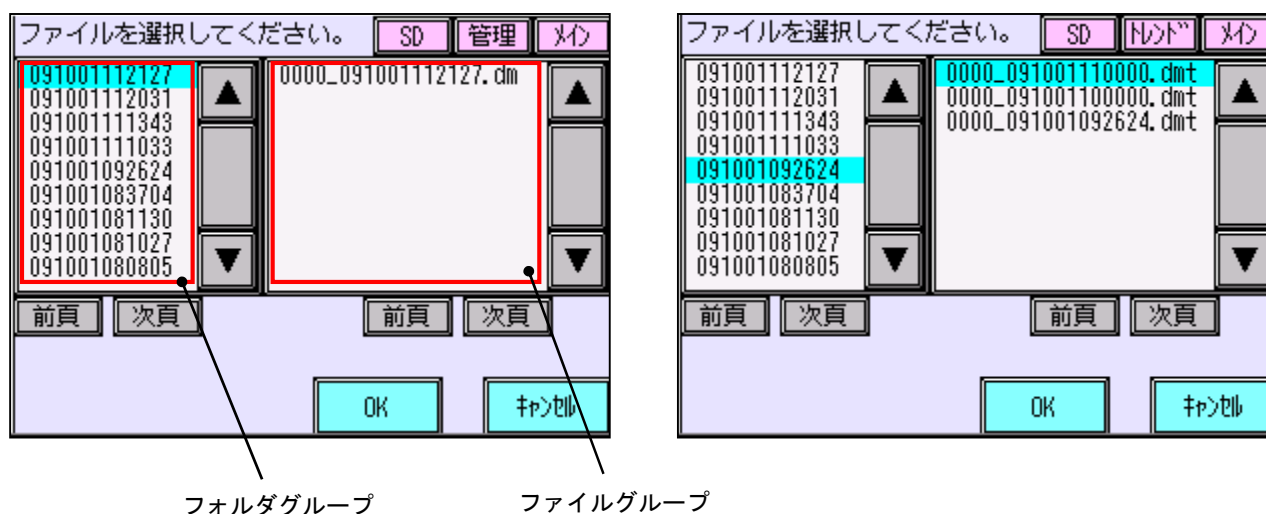 ファイルを選択してください。 SD 管理 ﾒｲﾝ
091001112127
091001112031
091001111343
091001111033
091001092624
091001083704
091001081130
091001081027
091001080805
0000_091001112127.dm
前頁 次頁 前頁 次頁
OK ｷｬﾝｾﾙ
ファイルを選択してください。 SD ﾄﾚﾝﾄﾞ ﾒｲﾝ
091001112127
091001112031
091001111343
091001111033
091001092624
091001083704
091001081130
091001081027
091001080805
0000_091001110000.dmt
0000_091001100000.dmt
0000_091001092624.dmt
前頁 次頁 前頁 次頁
OK ｷｬﾝｾﾙ
フォルダグループ
ファイルグループ